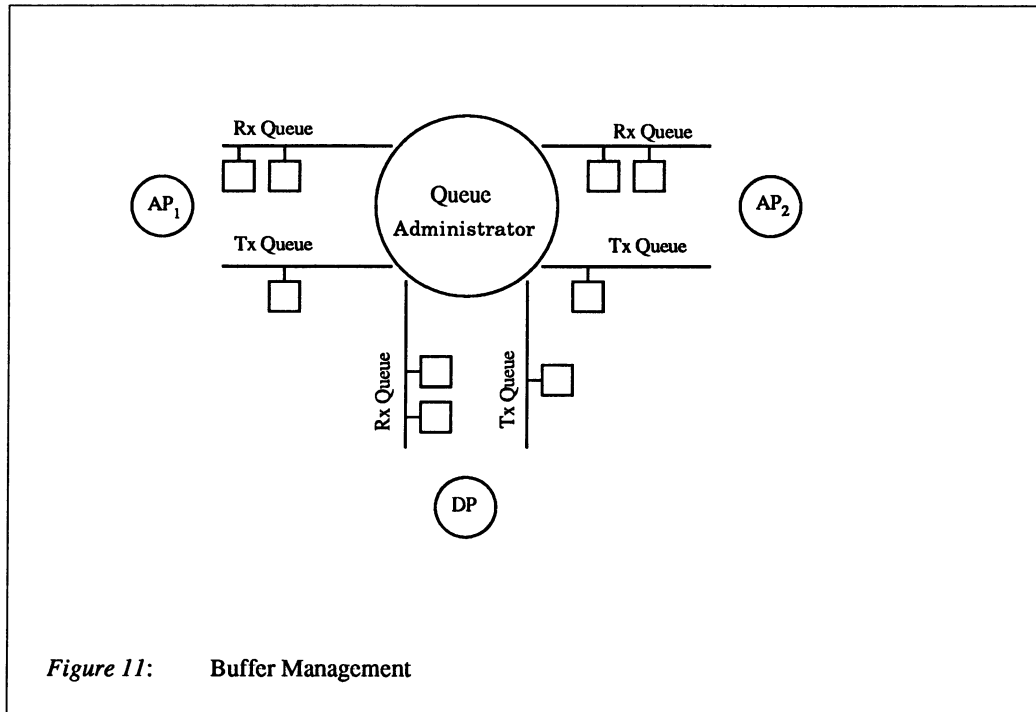 Rx Queue
Rx Queue
AP1
Queue
Administrator
AP2
Tx Queue
Tx Queue
Rx Queue
Tx Queue
DP
Figure 11: Buffer Management